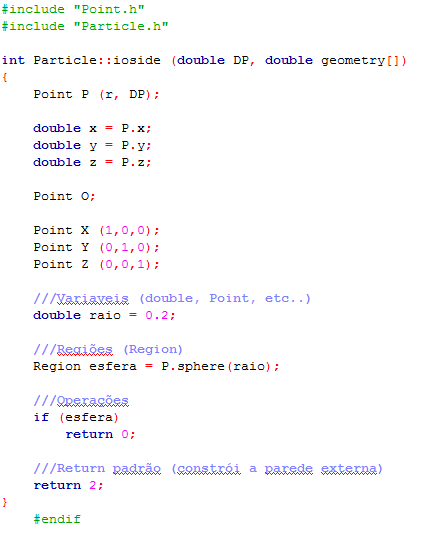 #include "Point.h"
#include "Particle.h"

int Particle::ioside (double DP, double geometry[])
{
    Point P (r, DP);

    double x = P.x;
    double y = P.y;
    double z = P.z;

    Point O;

    Point X (1,0,0);
    Point Y (0,1,0);
    Point Z (0,0,1);

    ///Variaveis (double, Point, etc..)
    double raio = 0.2;

    ///Regiões (Region)
    Region esfera = P.sphere(raio);

    ///Operações
    if (esfera)
        return 0;

    ///Return padrão (constrói a parede externa)
    return 2;
}
    #endif